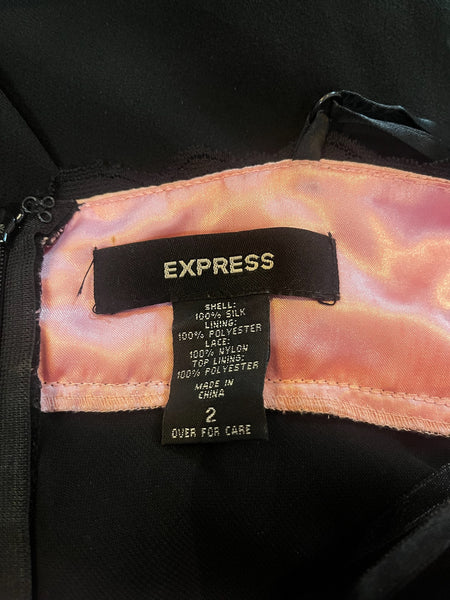 EXPRESS
SHELL:
100% SILK
LINING:
100% POLYESTER
LACE:
100% NYLON
TOP LINING:
100% POLYESTER
MADE IN
CHINA
2
OVER FOR CARE